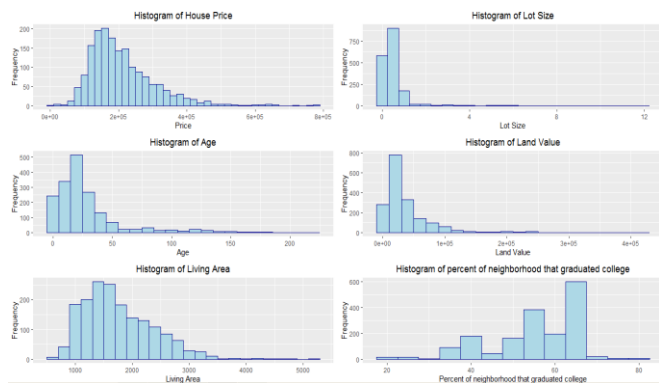 Histogram of House Price
Frequency
200
150
100
50
0
0e+00 2e+05 4e+05 6e+05 8e+05
Price
Histogram of Lot Size
Frequency
750
500
250
0
0 4 8 12
Lot Size
Histogram of Age
Frequency
500
400
300
200
100
0
0 50 100 150 200
Age
Histogram of Land Value
Frequency
800
600
400
200
0
0e+00 1e+05 2e+05 3e+05 4e+05
Land Value
Histogram of Living Area
Frequency
200
100
0
1000 2000 3000 4000 5000
Living Area
Histogram of percent of neighborhood that graduated college
Frequency
600
400
200
0
20 40 60 80
Percent of neighborhood that graduated college